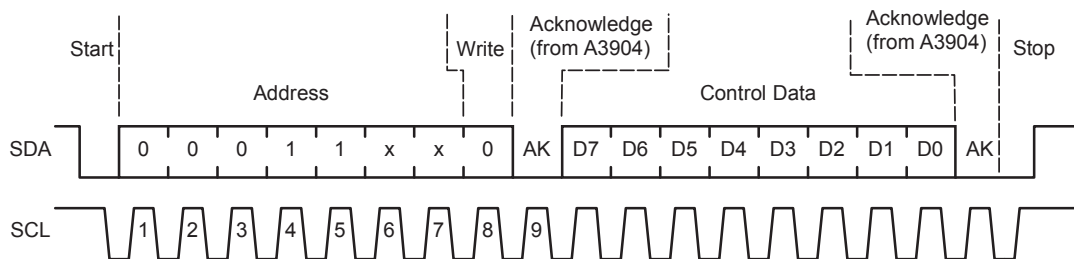 Acknowledge
(from A3904)
Acknowledge
(from A3904)
Start
Write
Stop
Address
Control Data
SDA 0 0 0 1 1 x x 0 AK D7 D6 D5 D4 D3 D2 D1 D0 AK
SCL 1 2 3 4 5 6 7 8 9